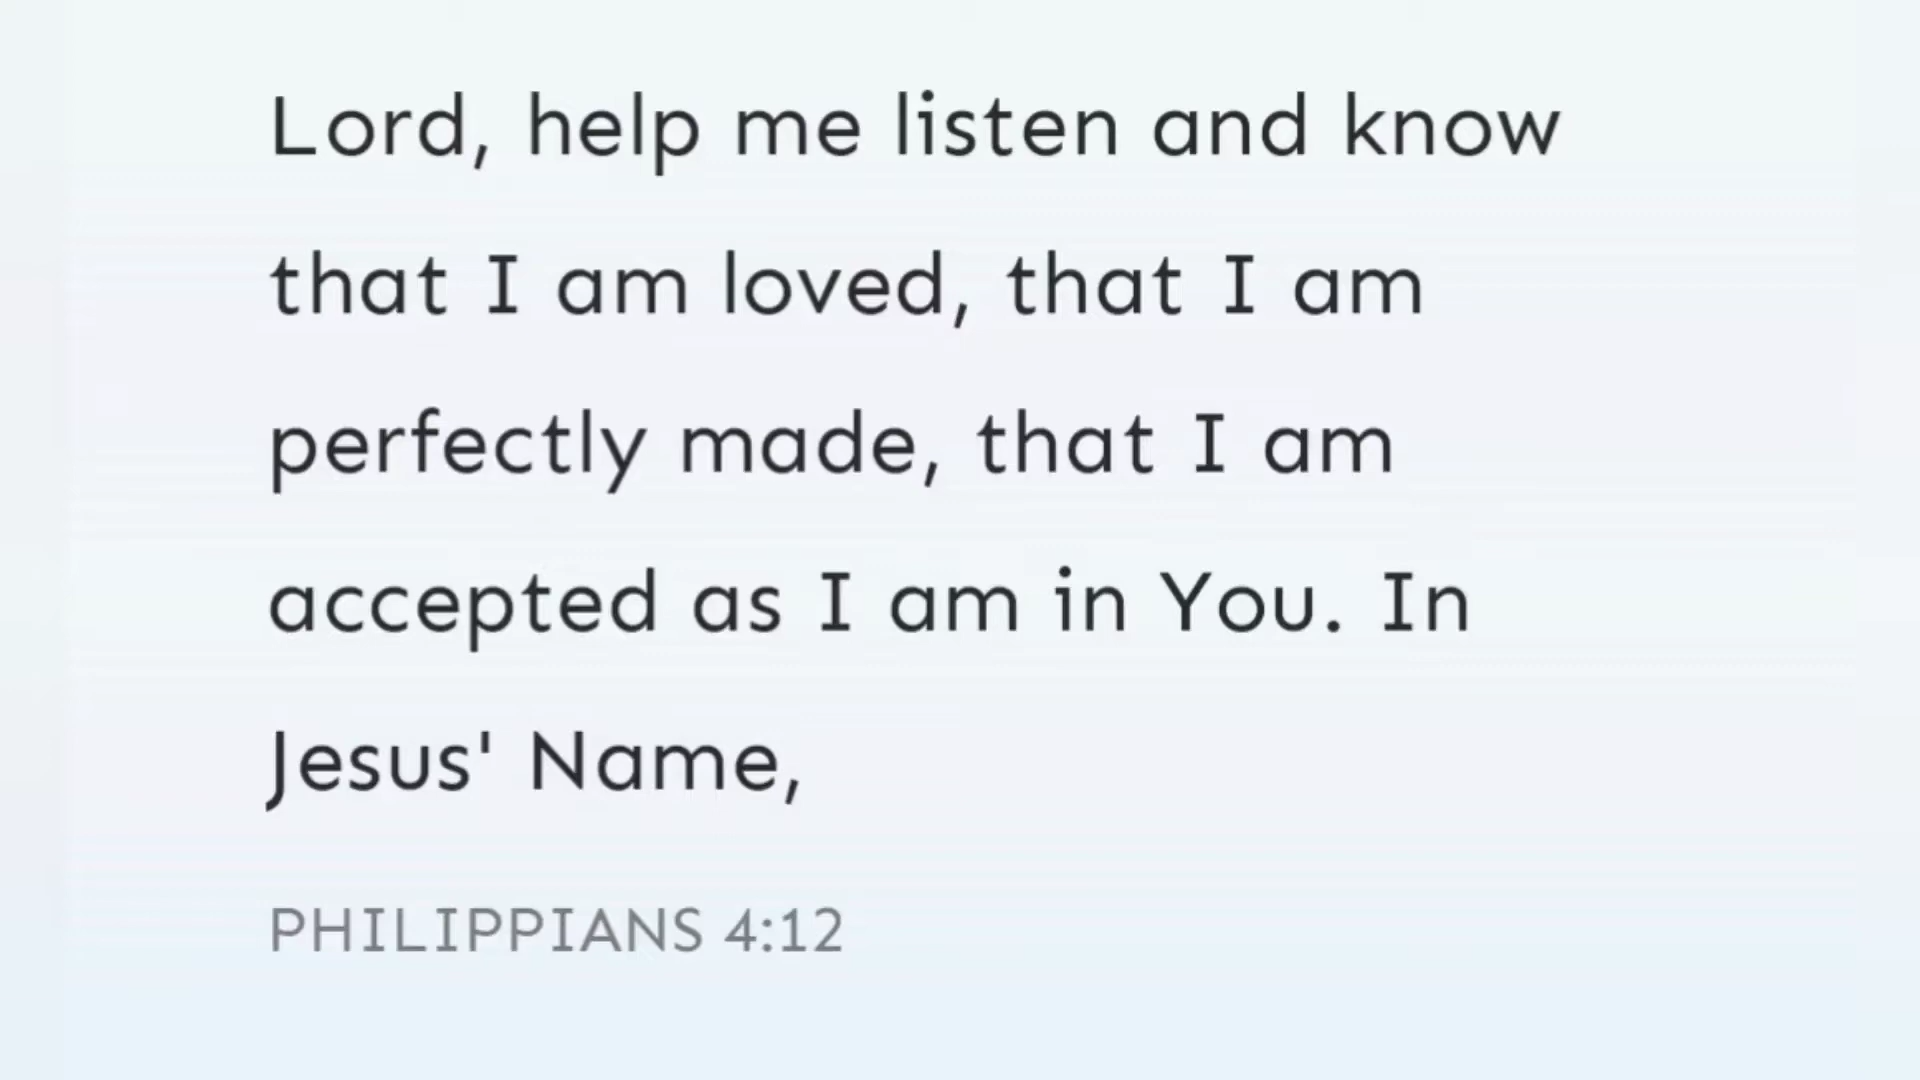 Lord, help me listen and know
that I am loved, that I am
perfectly made, that I am
accepted as I am in You. In
Jesus' Name,
PHILIPPIANS 4:12